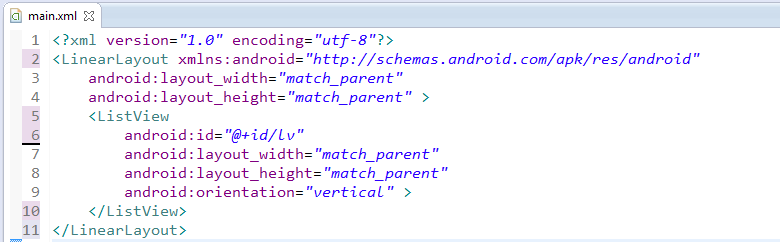 main.xml
1 <?xml version="1.0" encoding="utf-8"?>
2 <LinearLayout xmlns:android="http://schemas.android.com/apk/res/android"
3     android:layout_width="match_parent"
4     android:layout_height="match_parent" >
5     <ListView
6         android:id="@+id/lv"
7         android:layout_width="match_parent"
8         android:layout_height="match_parent"
9         android:orientation="vertical" >
10     </ListView>
11 </LinearLayout>